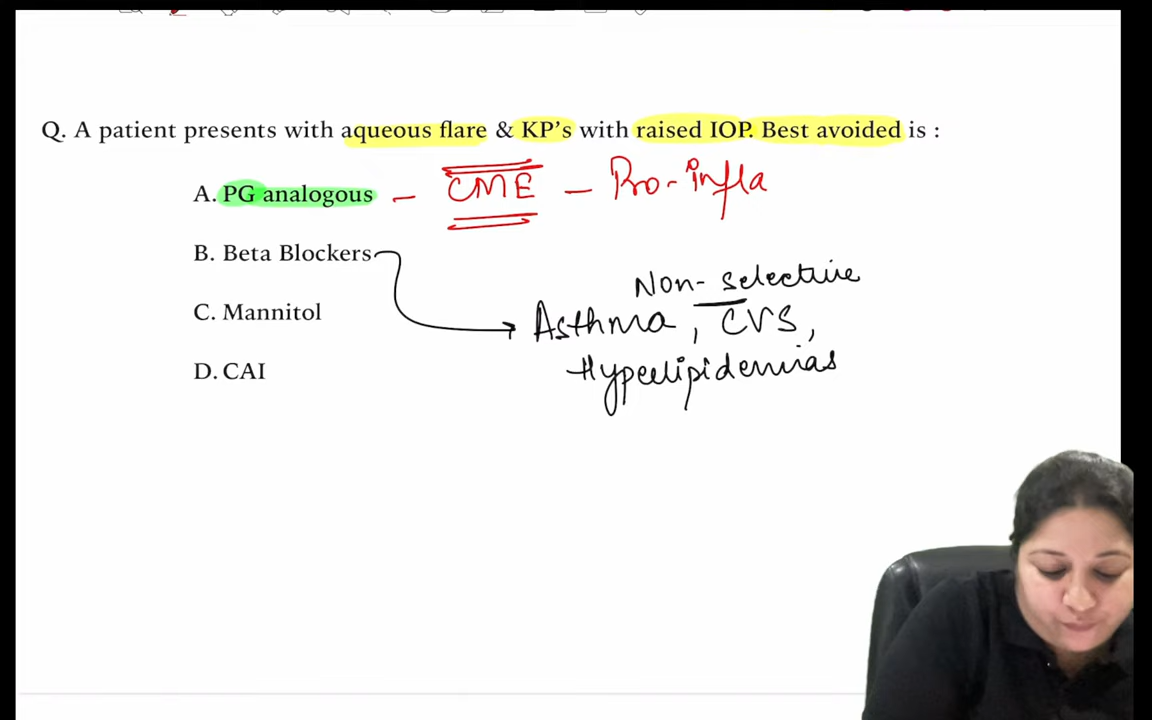 Q. A patient presents with aqueous flare & KP's with raised IOP. Best avoided is :
A. PG analogous - CME - Pro-infla
B. Beta Blockers
Non-selective
Asthma, CVS,
Hyperlipidemias
C. Mannitol
D. CAI